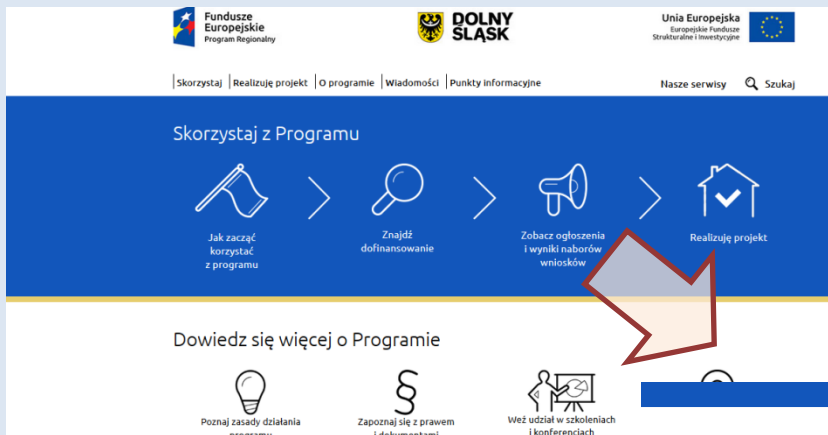 Fundusze
Europejskie
Program Regionalny
DOLNY
ŚLĄSK
Unia Europejska
Europejskie Fundusze
Strukturalne i Inwestycyjne
Skorzystaj Realizuję projekt O programie Wiadomości Punkty informacyjne
Nasze serwisy Szukaj
Skorzystaj z Programu
Jak zacząć
korzystać
z programu
Znajdź
dofinansowanie
Zobacz ogłoszenia
i wyniki naborów
wniosków
Realizuję projekt
Dowiedz się więcej o Programie
Poznaj zasady działania
programu
§
Zapoznaj się z prawem
i dokumentami
Weź udział w szkoleniach
i konferencjach